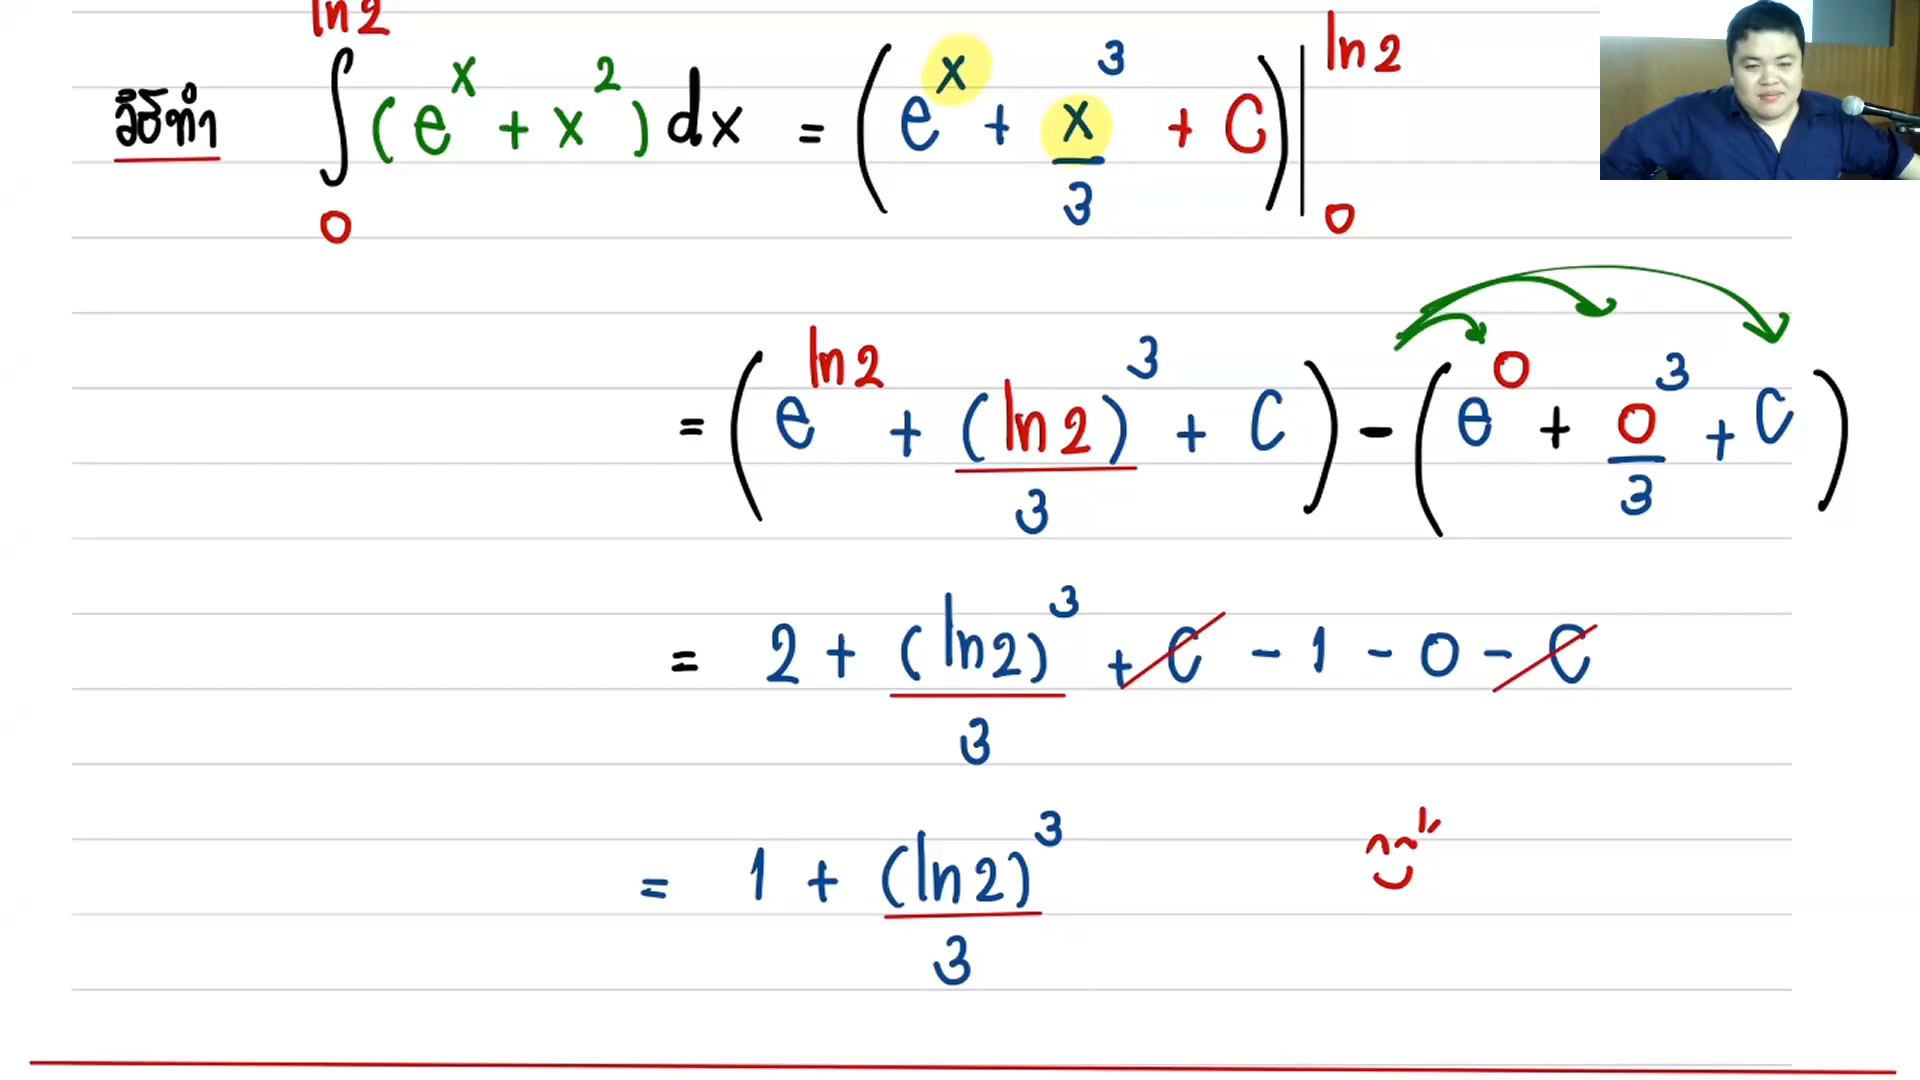 วิธีทำ ∫₀^{ln2} (e^x + x^2) dx = (e^x + x^3/3 + C) |₀^{ln2}
= (e^{ln2} + (ln2)^3/3 + C) - (e^0 + 0^3/3 + C)
= 2 + (ln2)^3/3 + C - 1 - 0 - C
= 1 + (ln2)^3/3